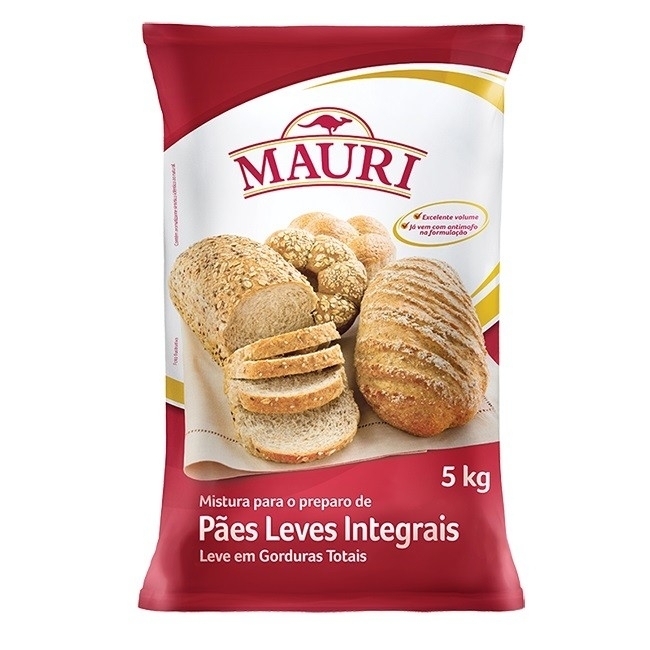 MAURI
Excelente volume
Já vem com antimofo
na formulação
5 kg
Mistura para o preparo de
Pães Leves Integrais
Leve em Gorduras Totais